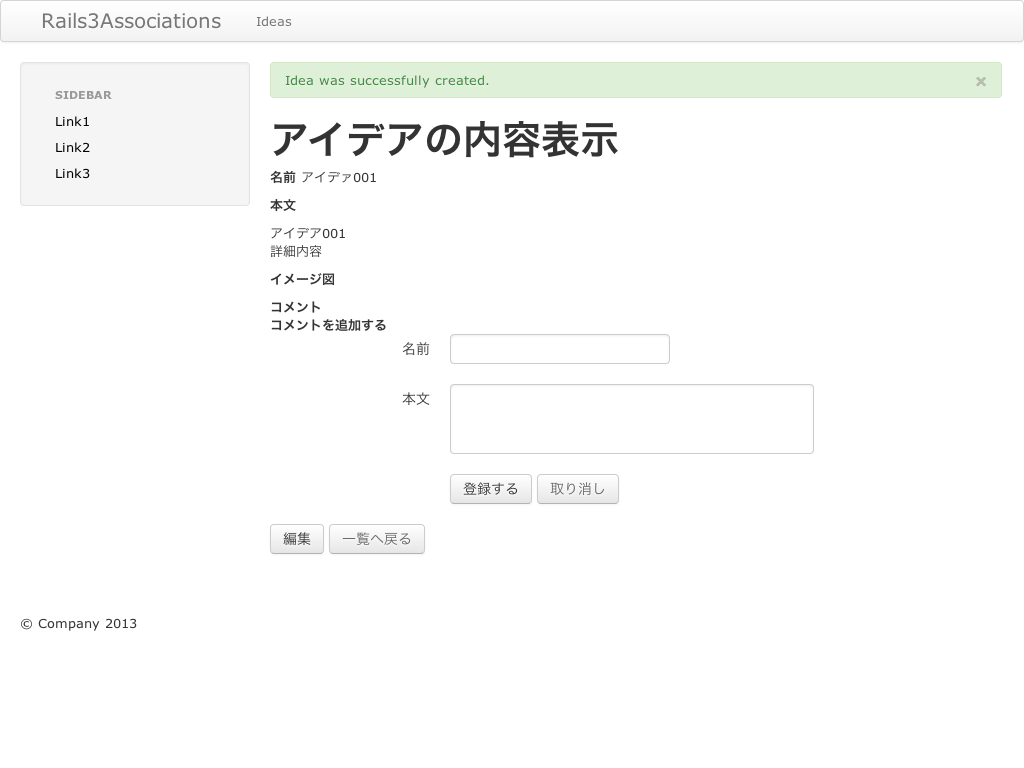 Rails3Associations Ideas
SIDEBAR
Link1
Link2
Link3
Idea was successfully created. ×
アイデアの内容表示
名前 アイデァ001
本文
アイデア001
詳細内容
イメージ図
コメント
コメントを追加する
名前
本文
登録する 取り消し
編集 一覧へ戻る
© Company 2013